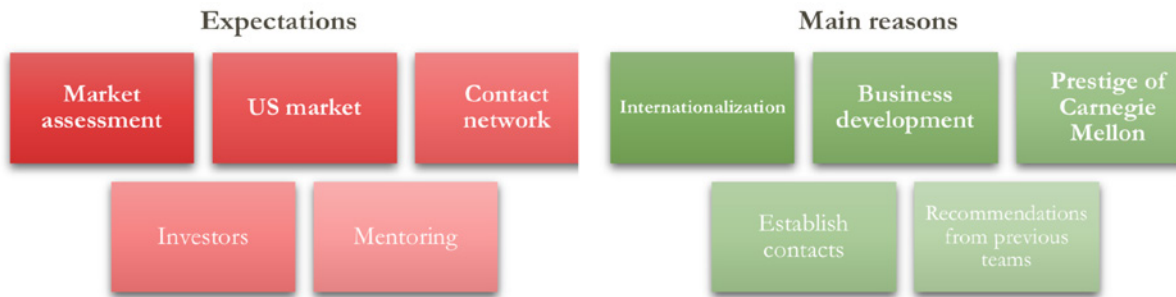 Expectations
Market
assessment
US market
Contact
network
Investors
Mentoring
Main reasons
Internationalization
Business
development
Prestige of
Carnegie
Mellon
Establish
contacts
Recommendations
from previous
teams